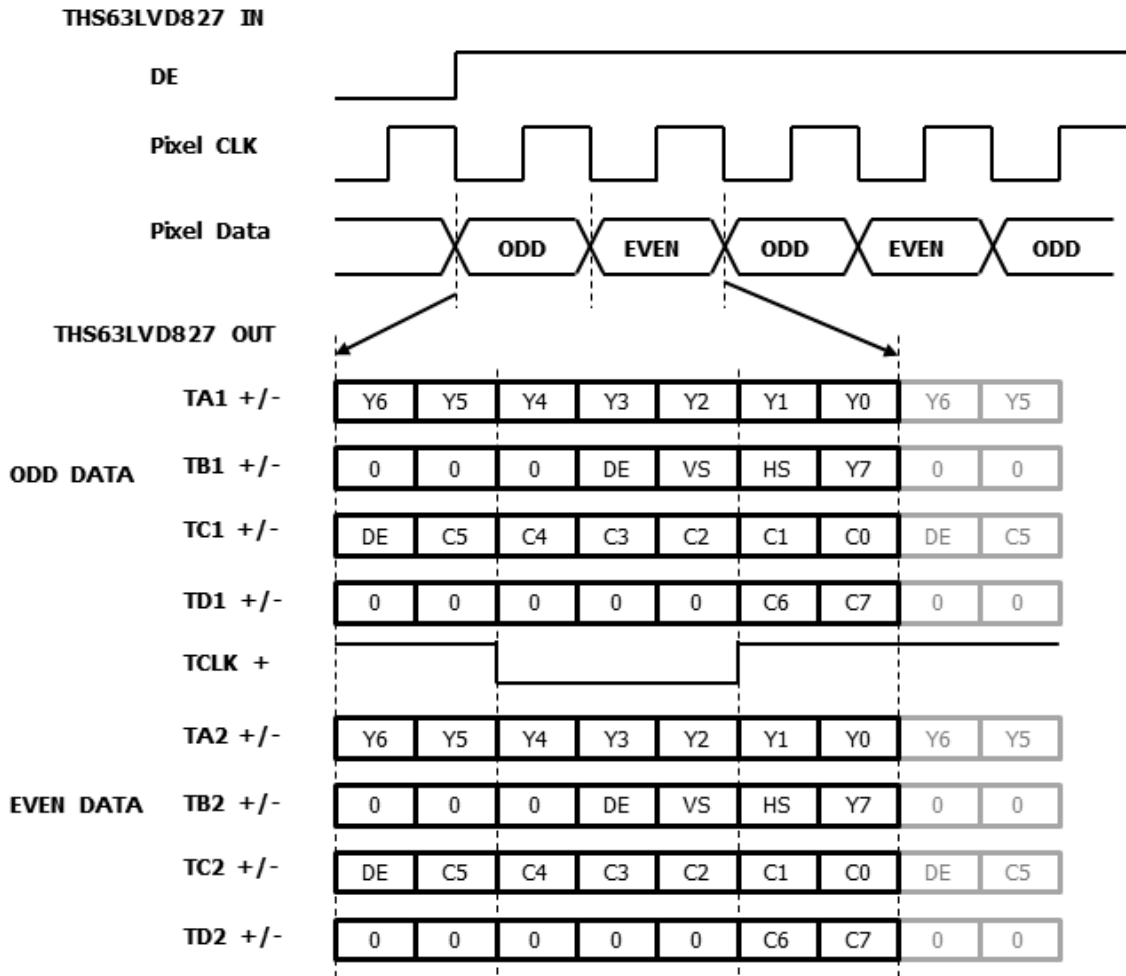 THS63LVD827 IN
DE
Pixel CLK
Pixel Data
ODD EVEN ODD EVEN ODD
THS63LVD827 OUT
TA1 +/- Y6 Y5 Y4 Y3 Y2 Y1 Y0 Y6 Y5
ODD DATA TB1 +/- 0 0 0 DE VS HS Y7 0 0
TC1 +/- DE C5 C4 C3 C2 C1 C0 DE C5
TD1 +/- 0 0 0 0 0 C6 C7 0 0
TCLK +
TA2 +/- Y6 Y5 Y4 Y3 Y2 Y1 Y0 Y6 Y5
EVEN DATA TB2 +/- 0 0 0 DE VS HS Y7 0 0
TC2 +/- DE C5 C4 C3 C2 C1 C0 DE C5
TD2 +/- 0 0 0 0 0 C6 C7 0 0